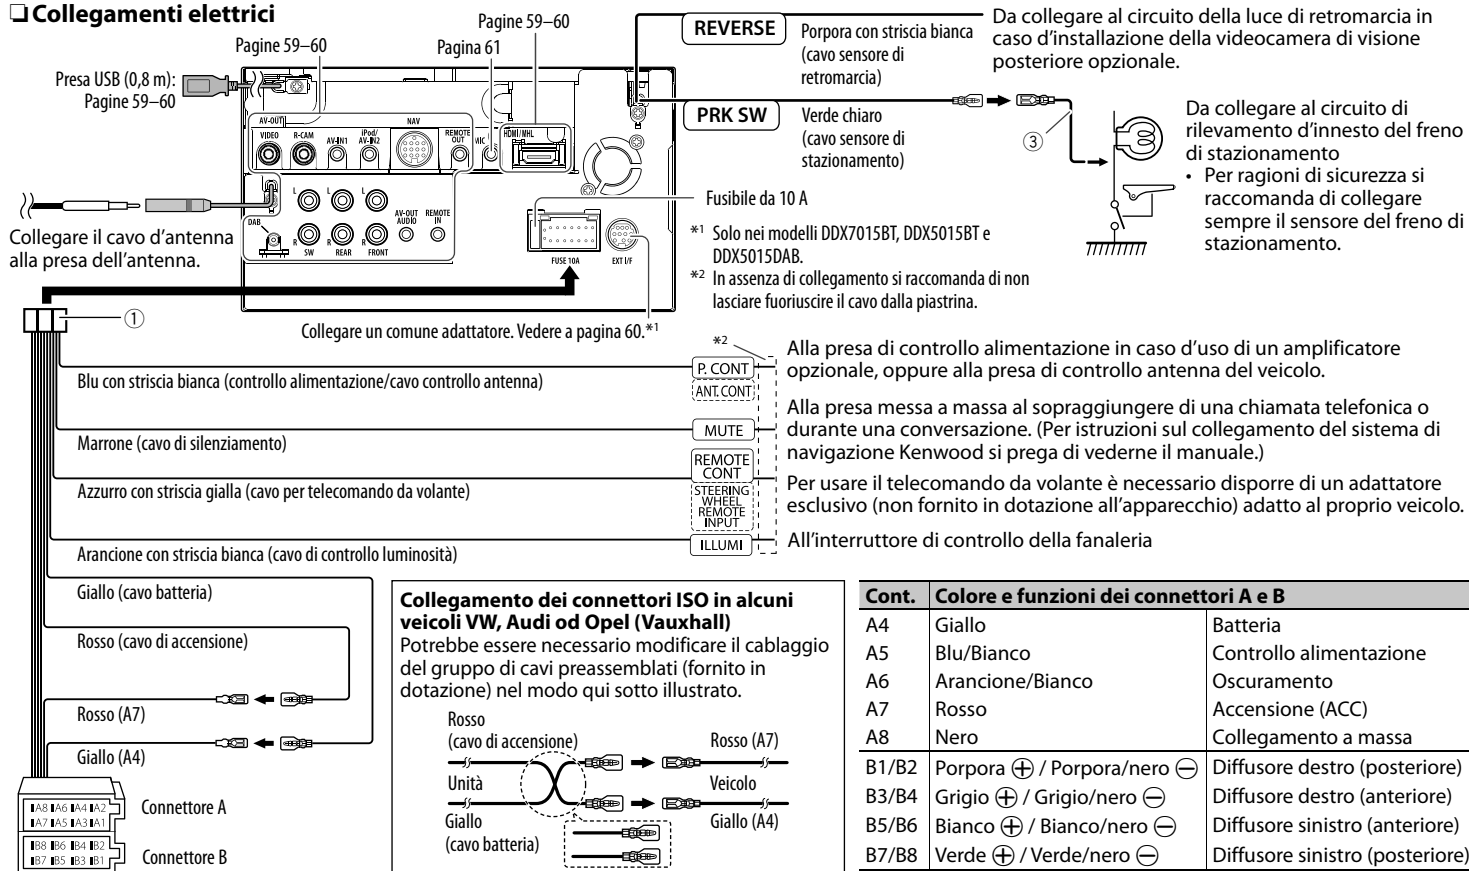 ❏ Collegamenti elettrici
Pagine 59–60
Pagina 61
Pagine 59–60
Presa USB (0,8 m):
Pagine 59–60
REVERSE
Porpora con striscia bianca
(cavo sensore di
retromarcia)
Da collegare al circuito della luce di retromarcia in
caso d'installazione della videocamera di visione
posteriore opzionale.
PRK SW
Verde chiaro
(cavo sensore di
stazionamento)
③
Da collegare al circuito di
rilevamento d'innesto del freno
di stazionamento
• Per ragioni di sicurezza si
raccomanda di collegare
sempre il sensore del freno di
stazionamento.
AV-OUT
VIDEO
R-CAM
AV-IN1
iPod/
AV-IN2
NAV
REMOTE
OUT
MIC
HDMI/MHL
L
L
L
DAB
R
R
R
SW
REAR
FRONT
AV-OUT
AUDIO
REMOTE
IN
FUSE 10A
EXT I/F
Collegare il cavo d'antenna
alla presa dell'antenna.
Fusibile da 10 A
*1 Solo nei modelli DDX7015BT, DDX5015BT e
DDX5015DAB.
*2 In assenza di collegamento si raccomanda di non
lasciare fuoriuscire il cavo dalla piastrina.
①
Collegare un comune adattatore. Vedere a pagina 60.*1
*2
Blu con striscia bianca (controllo alimentazione/cavo controllo antenna)
P. CONT
ANT. CONT
Alla presa di controllo alimentazione in caso d'uso di un amplificatore
opzionale, oppure alla presa di controllo antenna del veicolo.
Marrone (cavo di silenziamento)
MUTE
Alla presa messa a massa al sopraggiungere di una chiamata telefonica o
durante una conversazione. (Per istruzioni sul collegamento del sistema di
navigazione Kenwood si prega di vederne il manuale.)
Azzurro con striscia gialla (cavo per telecomando da volante)
REMOTE
CONT
STEERING
WHEEL
REMOTE
INPUT
Per usare il telecomando da volante è necessario disporre di un adattatore
esclusivo (non fornito in dotazione all'apparecchio) adatto al proprio veicolo.
Arancione con striscia bianca (cavo di controllo luminosità)
ILLUMI
All'interruttore di controllo della fanaleria
Giallo (cavo batteria)
Rosso (cavo di accensione)
Rosso (A7)
Giallo (A4)
A8 A6 A4 A2
A7 A5 A3 A1
Connettore A
B8 B6 B4 B2
B7 B5 B3 B1
Connettore B
Collegamento dei connettori ISO in alcuni
veicoli VW, Audi od Opel (Vauxhall)
Potrebbe essere necessario modificare il cablaggio
del gruppo di cavi preassemblati (fornito in
dotazione) nel modo qui sotto illustrato.
Rosso
(cavo di accensione)
Rosso (A7)
Unità
Veicolo
Giallo
(cavo batteria)
Giallo (A4)
Cont. Colore e funzioni dei connettori A e B
A4 Giallo Batteria
A5 Blu/Bianco Controllo alimentazione
A6 Arancione/Bianco Oscuramento
A7 Rosso Accensione (ACC)
A8 Nero Collegamento a massa
B1/B2 Porpora ⊕ / Porpora/nero ⊖ Diffusore destro (posteriore)
B3/B4 Grigio ⊕ / Grigio/nero ⊖ Diffusore destro (anteriore)
B5/B6 Bianco ⊕ / Bianco/nero ⊖ Diffusore sinistro (anteriore)
B7/B8 Verde ⊕ / Verde/nero ⊖ Diffusore sinistro (posteriore)